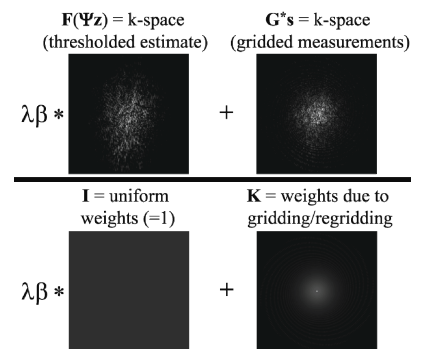 F(Ψz) = k-space
(thresholded estimate)
G*s = k-space
(gridded measurements)
λβ * +
I = uniform
weights (=1)
K = weights due to
gridding/regridding
λβ * +